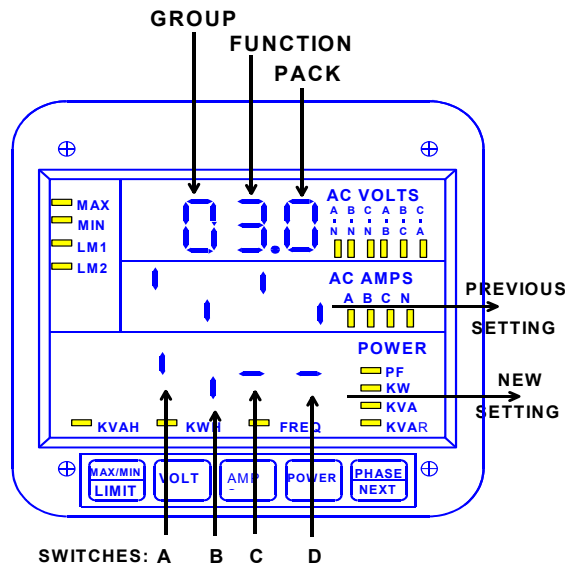 GROUP
FUNCTION
PACK
03.0
AC VOLTS
A B C A B C
- - - - - -
N N N B C A
MAX
MIN
LM1
LM2
AC AMPS
A B C N
PREVIOUS
SETTING
POWER
PF
KW
KVA
KVAR
NEW
SETTING
KVAH KWH FREQ
MAX/MIN
LIMIT
VOLT
AMP
POWER
PHASE
NEXT
SWITCHES: A B C D